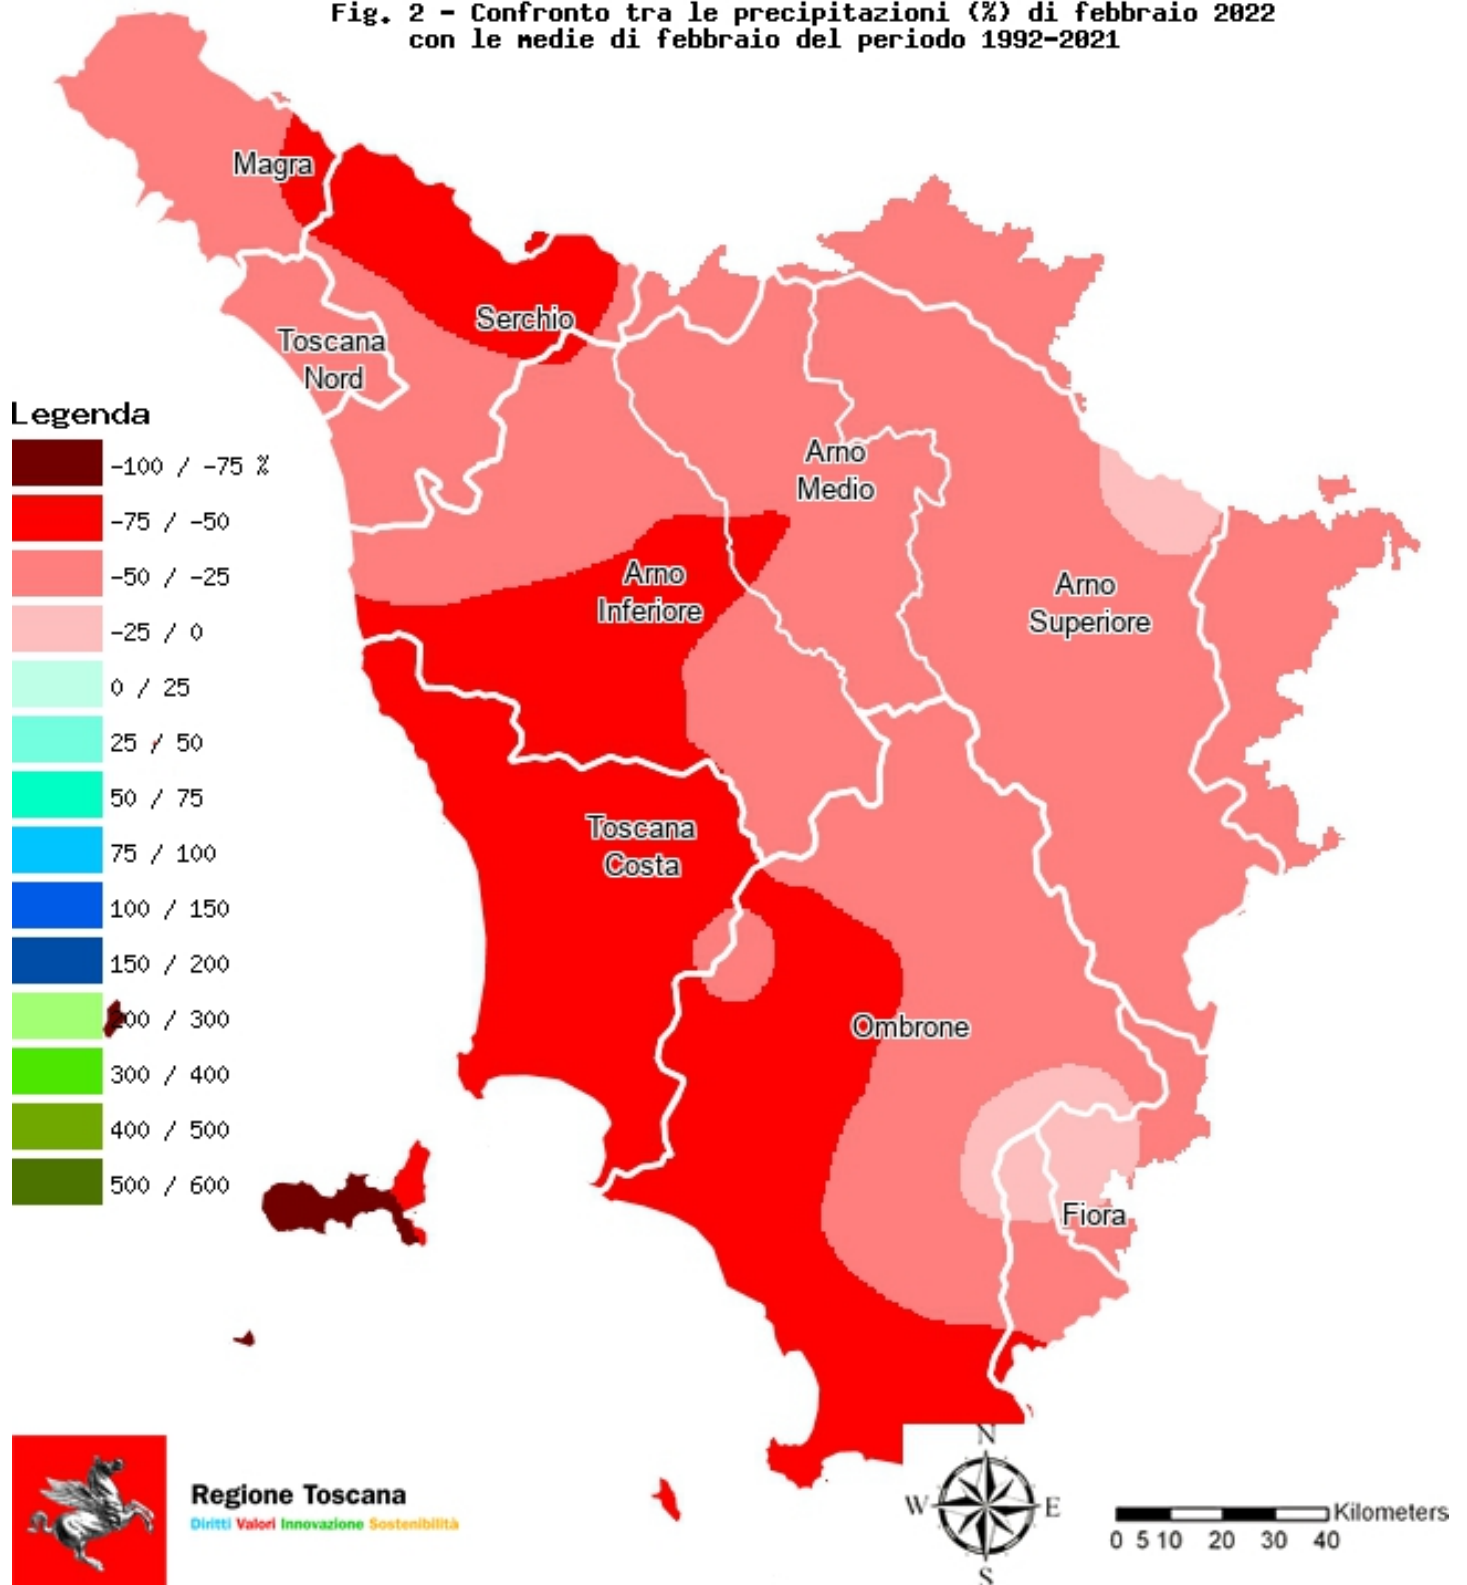 Fig. 2 - Confronto tra le precipitazioni (%) di febbraio 2022
con le medie di febbraio del periodo 1992-2021
Magra
Serchio
Toscana
Nord
Legenda
-100 / -75 %
-75 / -50
-50 / -25
-25 / 0
0 / 25
25 / 50
50 / 75
75 / 100
100 / 150
150 / 200
200 / 300
300 / 400
400 / 500
500 / 600
Arno
Medio
Arno
Inferiore
Arno
Superiore
Toscana
Costa
Ombrone
Fiora
Regione Toscana
Diritti Valori Innovazione Sostenibilità
N
W
E
S
Kilometers
0 5 10 20 30 40